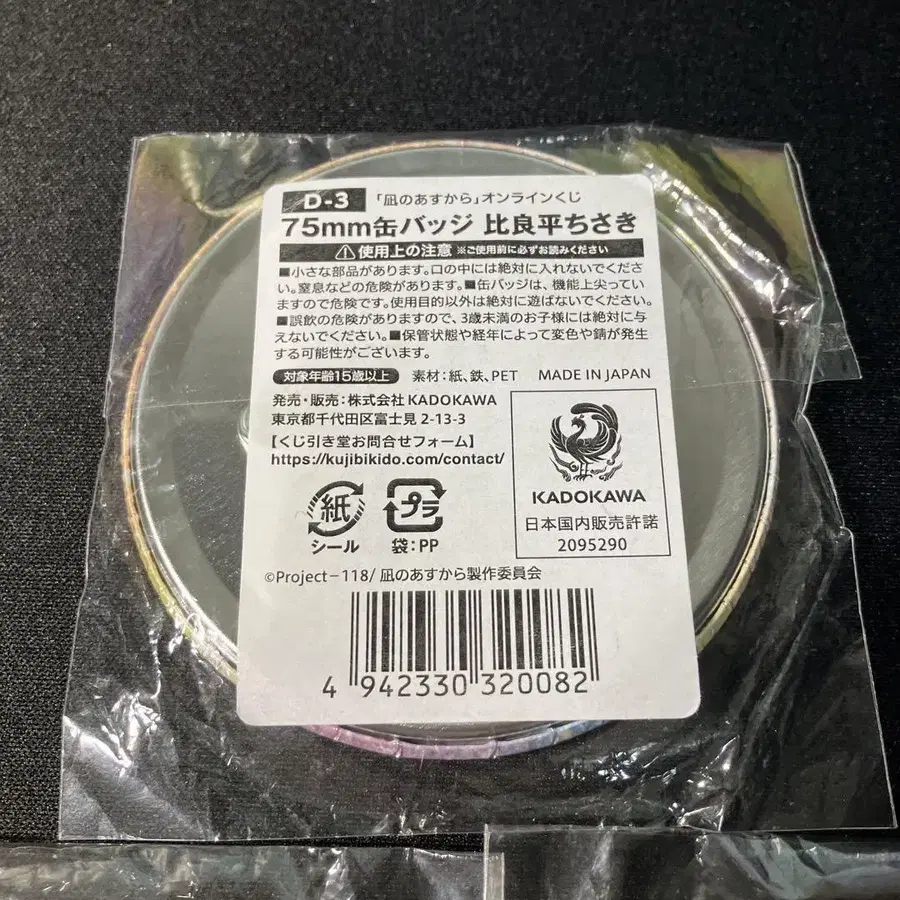 D-3 「凪のあすから」オンラインくじ
75mm缶バッジ 比良平ちさき
⚠使用上の注意 ※ご使用前に必ずお読みください
■小さな部品があります。口の中には絶対に入れないでくださ
い。窒息などの危険があります。■缶バッジは、機能上尖ってい
ますので危険です。使用目的以外は絶対に遊ばないでください。
■誤飲の危険がありますので、3歳未満のお子様には絶対に与
えないでください。■保管状態や経年によって変色や錆が発生
する可能性がございます。
対象年齢15歳以上 素材:紙、鉄、PET MADE IN JAPAN
発売・販売:株式会社 KADOKAWA
東京都千代田区富士見 2-13-3
【くじ引き堂お問合せフォーム】
https://kujibikido.com/contact/
KADOKAWA
日本国内販売許諾
2095290
紙 プラ
シール 袋:PP
©Project-118/ 凪のあすから製作委員会
4 942330 320082